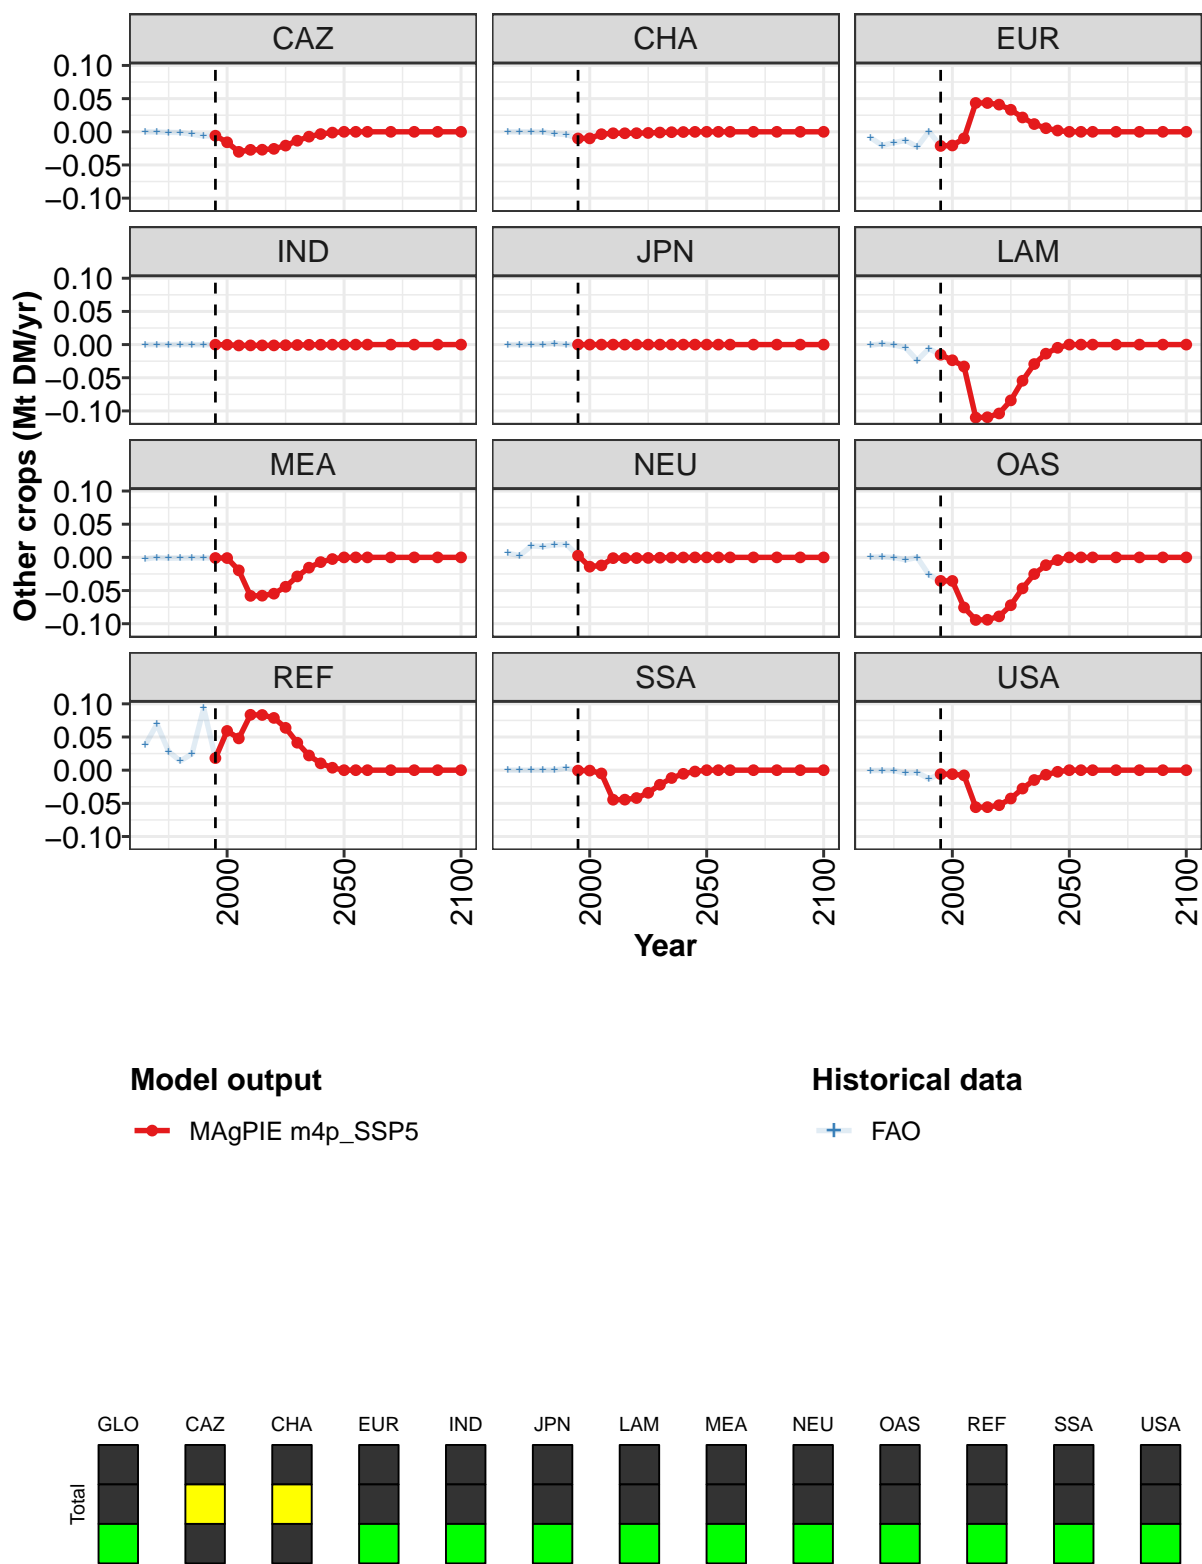 CAZ CHA EUR
0.10
0.05
0.00
−0.05
−0.10
IND JPN LAM
0.10
0.05
0.00
−0.05
−0.10
Other crops (Mt DM/yr)
MEA NEU OAS
0.10
0.05
0.00
−0.05
−0.10
REF SSA USA
0.10
0.05
0.00
−0.05
−0.10
2000 2050 2100 2000 2050 2100 2000 2050 2100
Year
Model output Historical data
MAgPIE m4p_SSP5 FAO
GLO CAZ CHA EUR IND JPN LAM MEA NEU OAS REF SSA USA
Total